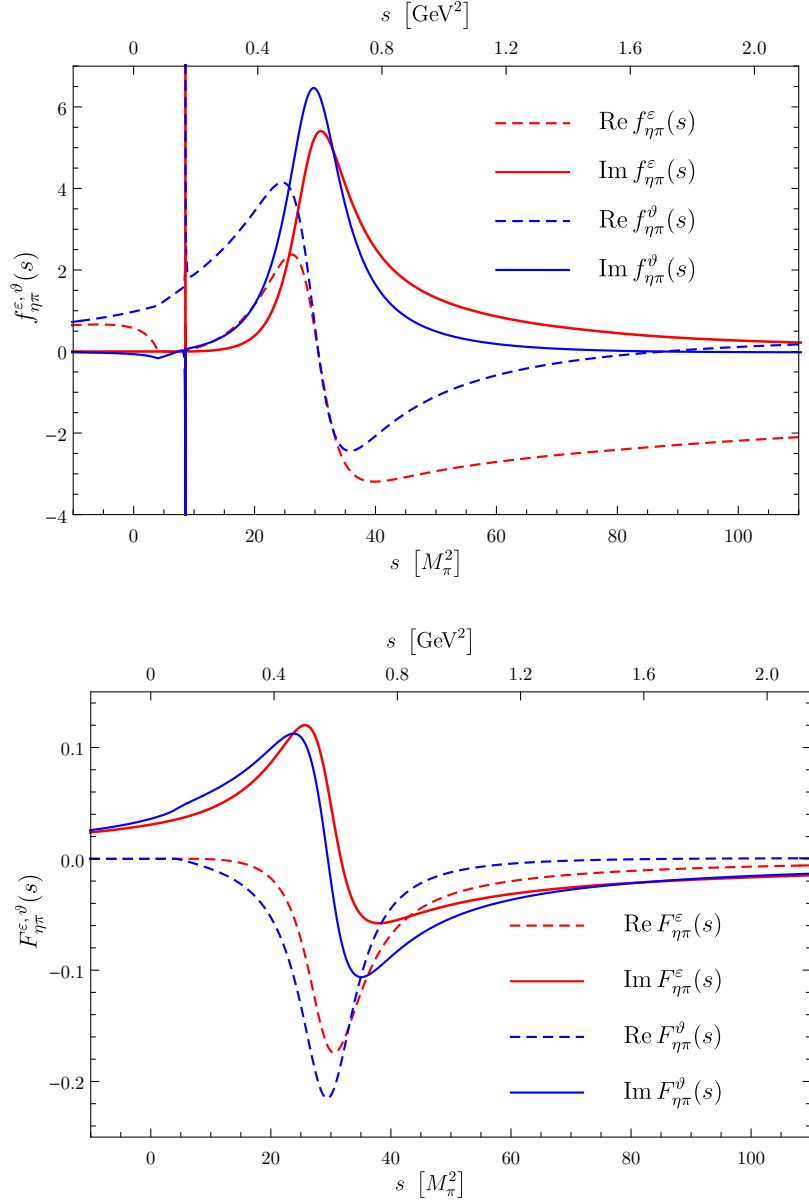 s [GeV²]
0 0.4 0.8 1.2 1.6 2.0
6
4
2
0
−2
−4
f^{ε,ϑ}_{ηπ}(s)
Re f^ε_{ηπ}(s)
Im f^ε_{ηπ}(s)
Re f^ϑ_{ηπ}(s)
Im f^ϑ_{ηπ}(s)
0 20 40 60 80 100
s [M²_π]
s [GeV²]
0 0.4 0.8 1.2 1.6 2.0
0.1
0.0
−0.1
−0.2
F^{ε,ϑ}_{ηπ}(s)
Re F^ε_{ηπ}(s)
Im F^ε_{ηπ}(s)
Re F^ϑ_{ηπ}(s)
Im F^ϑ_{ηπ}(s)
0 20 40 60 80 100
s [M²_π]